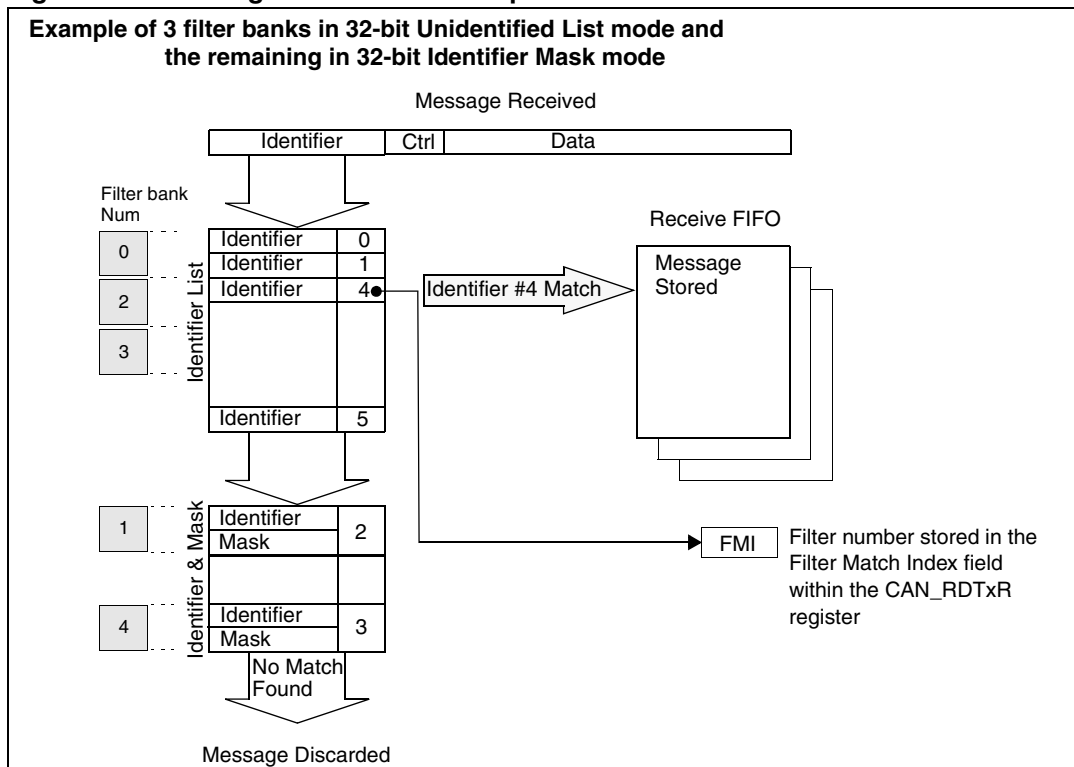 Example of 3 filter banks in 32-bit Unidentified List mode and
the remaining in 32-bit Identifier Mask mode
Message Received
Identifier Ctrl Data
Filter bank
Num
Receive FIFO
0
2
3
Identifier List
Identifier 0
Identifier 1
Identifier 4
Identifier 5
Identifier #4 Match
Message
Stored
1
4
Identifier & Mask
Identifier
Mask
2
Identifier
Mask
3
FMI
Filter number stored in the
Filter Match Index field
within the CAN_RDTxR
register
No Match
Found
Message Discarded